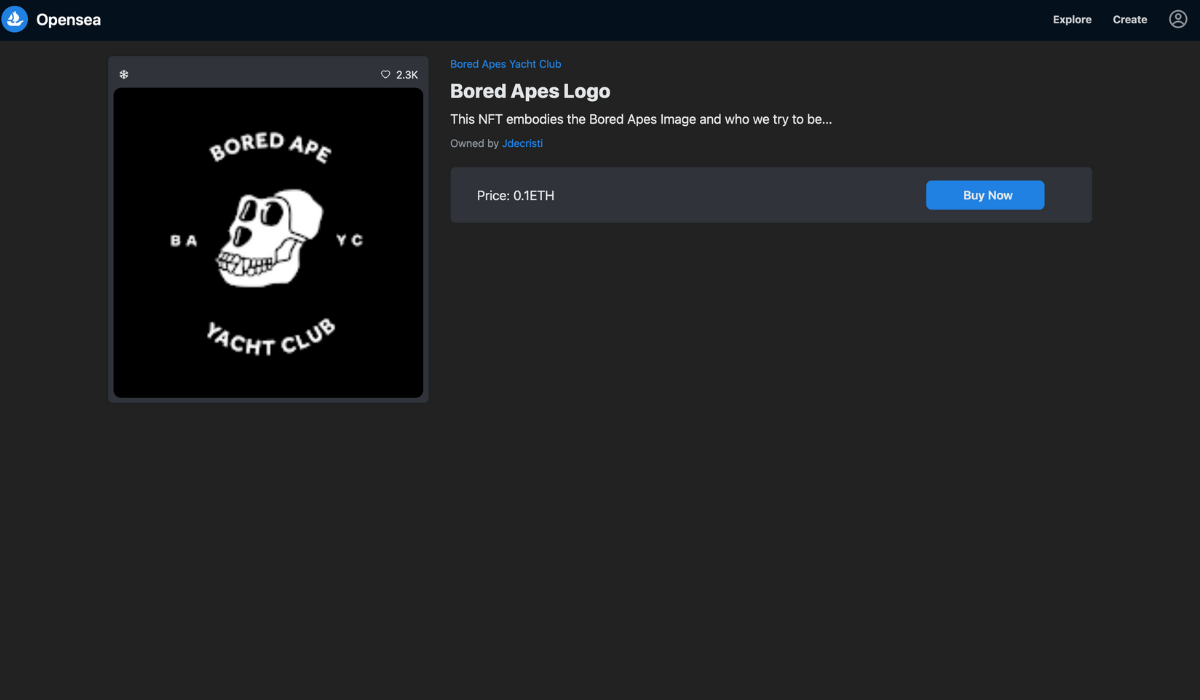 Opensea
Explore
Create
2.3K
BORED APE
B A
Y C
YACHT CLUB
Bored Apes Yacht Club
Bored Apes Logo
This NFT embodies the Bored Apes Image and who we try to be...
Owned by Jdecristi
Price: 0.1ETH
Buy Now